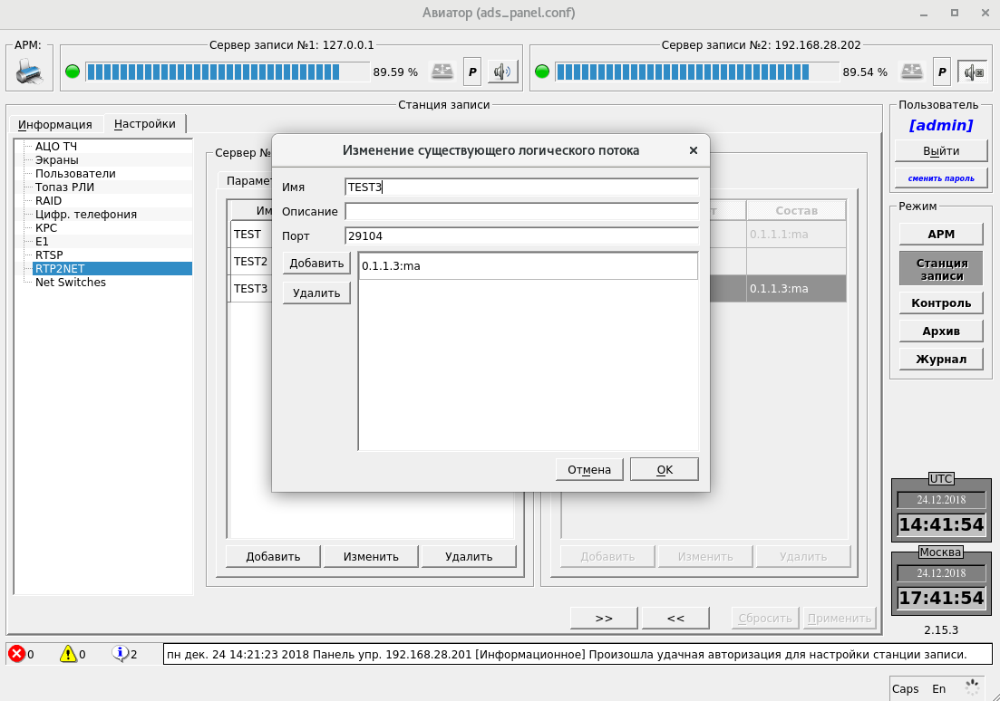 Авиатор (ads_panel.conf)
АРМ:
Сервер записи №1: 127.0.0.1
89.59 %
P
Сервер записи №2: 192.168.28.202
89.54 %
P
Станция записи
Информация
Настройки
АЦО ТЧ
Экраны
Пользователи
Топаз РЛИ
RAID
Цифр. телефония
КРС
E1
RTSP
RTP2NET
Net Switches
Сервер №
Парамет
Им
TEST
TEST2
TEST3
т
Состав
0.1.1.1:ma
0.1.1.3:ma
Изменение существующего логического потока
Имя
TEST3
Описание
Порт
29104
Добавить
Удалить
0.1.1.3:ma
Отмена
OK
Добавить
Изменить
Удалить
Добавить
Изменить
Удалить
>>
<<
Сбросить
Применить
Пользователь
[admin]
Выйти
сменить пароль
Режим
АРМ
Станция
записи
Контроль
Архив
Журнал
UTC
24.12.2018
14:41:54
Москва
24.12.2018
17:41:54
2.15.3
0
0
2
пн дек. 24 14:21:23 2018 Панель упр. 192.168.28.201 [Информационное] Произошла удачная авторизация для настройки станции записи.
Caps
En